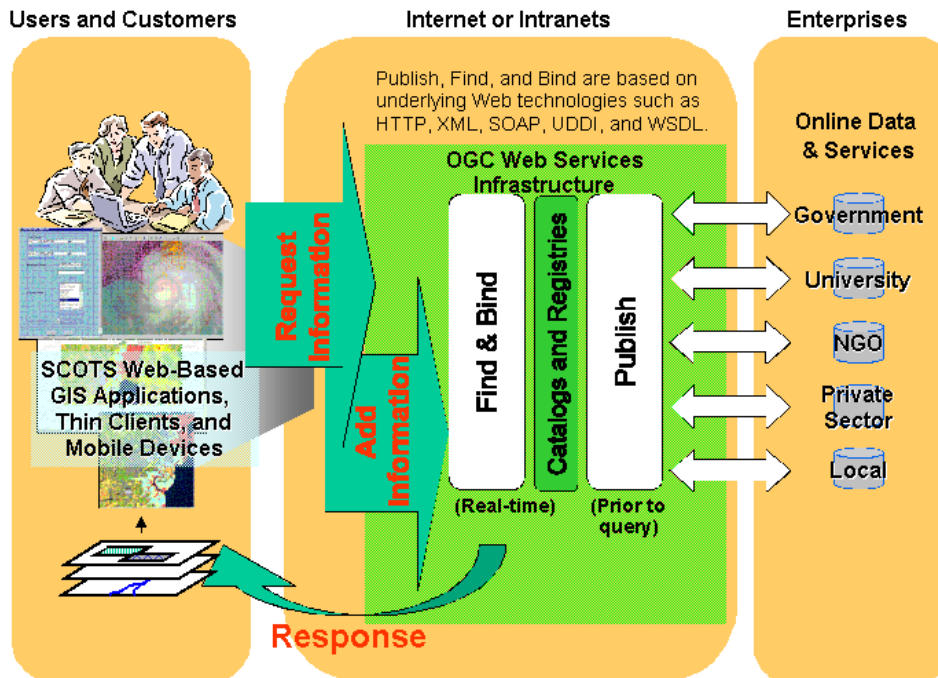 Users and Customers
Internet or Intranets
Enterprises
Publish, Find, and Bind are based on
underlying Web technologies such as
HTTP, XML, SOAP, UDDI, and WSDL.
OGC Web Services
Infrastructure
Online Data
& Services
Request
Information
Add
Information
Find & Bind
Catalogs and Registries
Publish
(Real-time)
(Prior to
query)
Government
University
NGO
Private
Sector
Local
SCOTS Web-Based
GIS Applications,
Thin Clients, and
Mobile Devices
Response